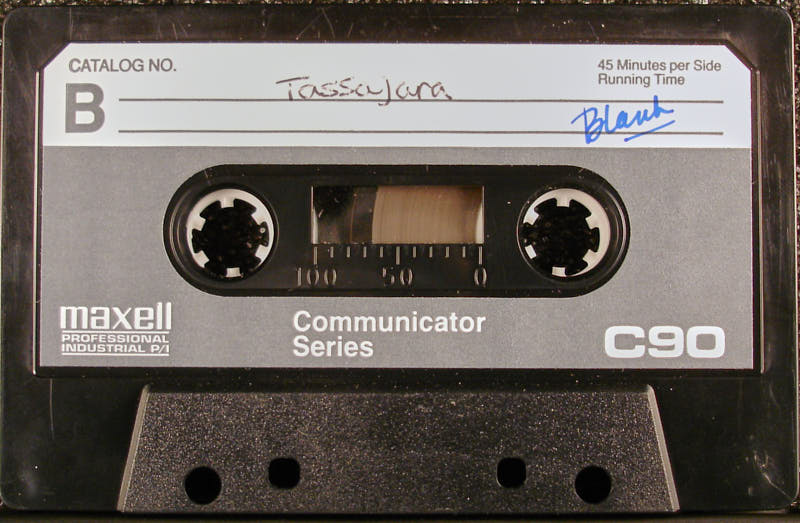 CATALOG NO.
45 Minutes per Side
Running Time
B
Tassajara
Blank
100 50 0
maxell
PROFESSIONAL
INDUSTRIAL P/I
Communicator
Series
C90